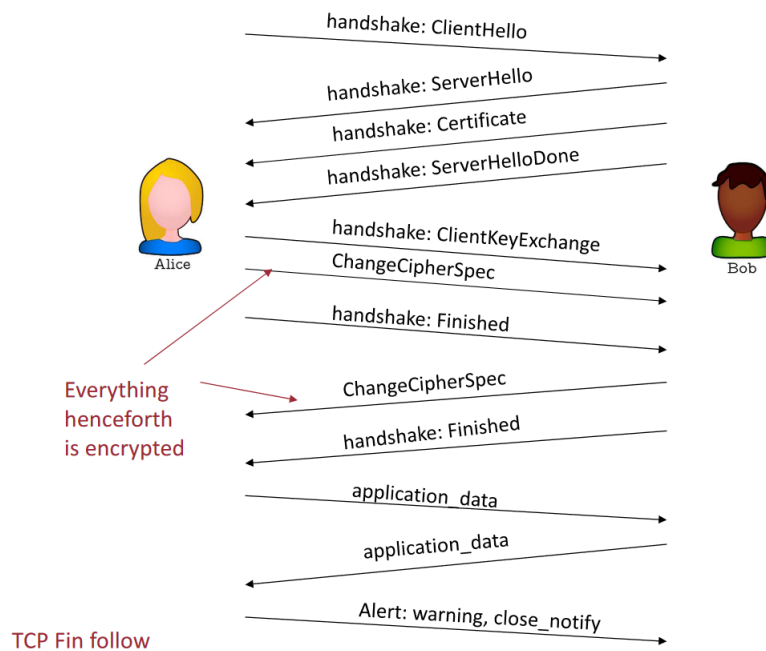 handshake: ClientHello
handshake: ServerHello
handshake: Certificate
handshake: ServerHelloDone
handshake: ClientKeyExchange
Alice
Bob
ChangeCipherSpec
handshake: Finished
Everything
henceforth
is encrypted
ChangeCipherSpec
handshake: Finished
application_data
application_data
Alert: warning, close_notify
TCP Fin follow